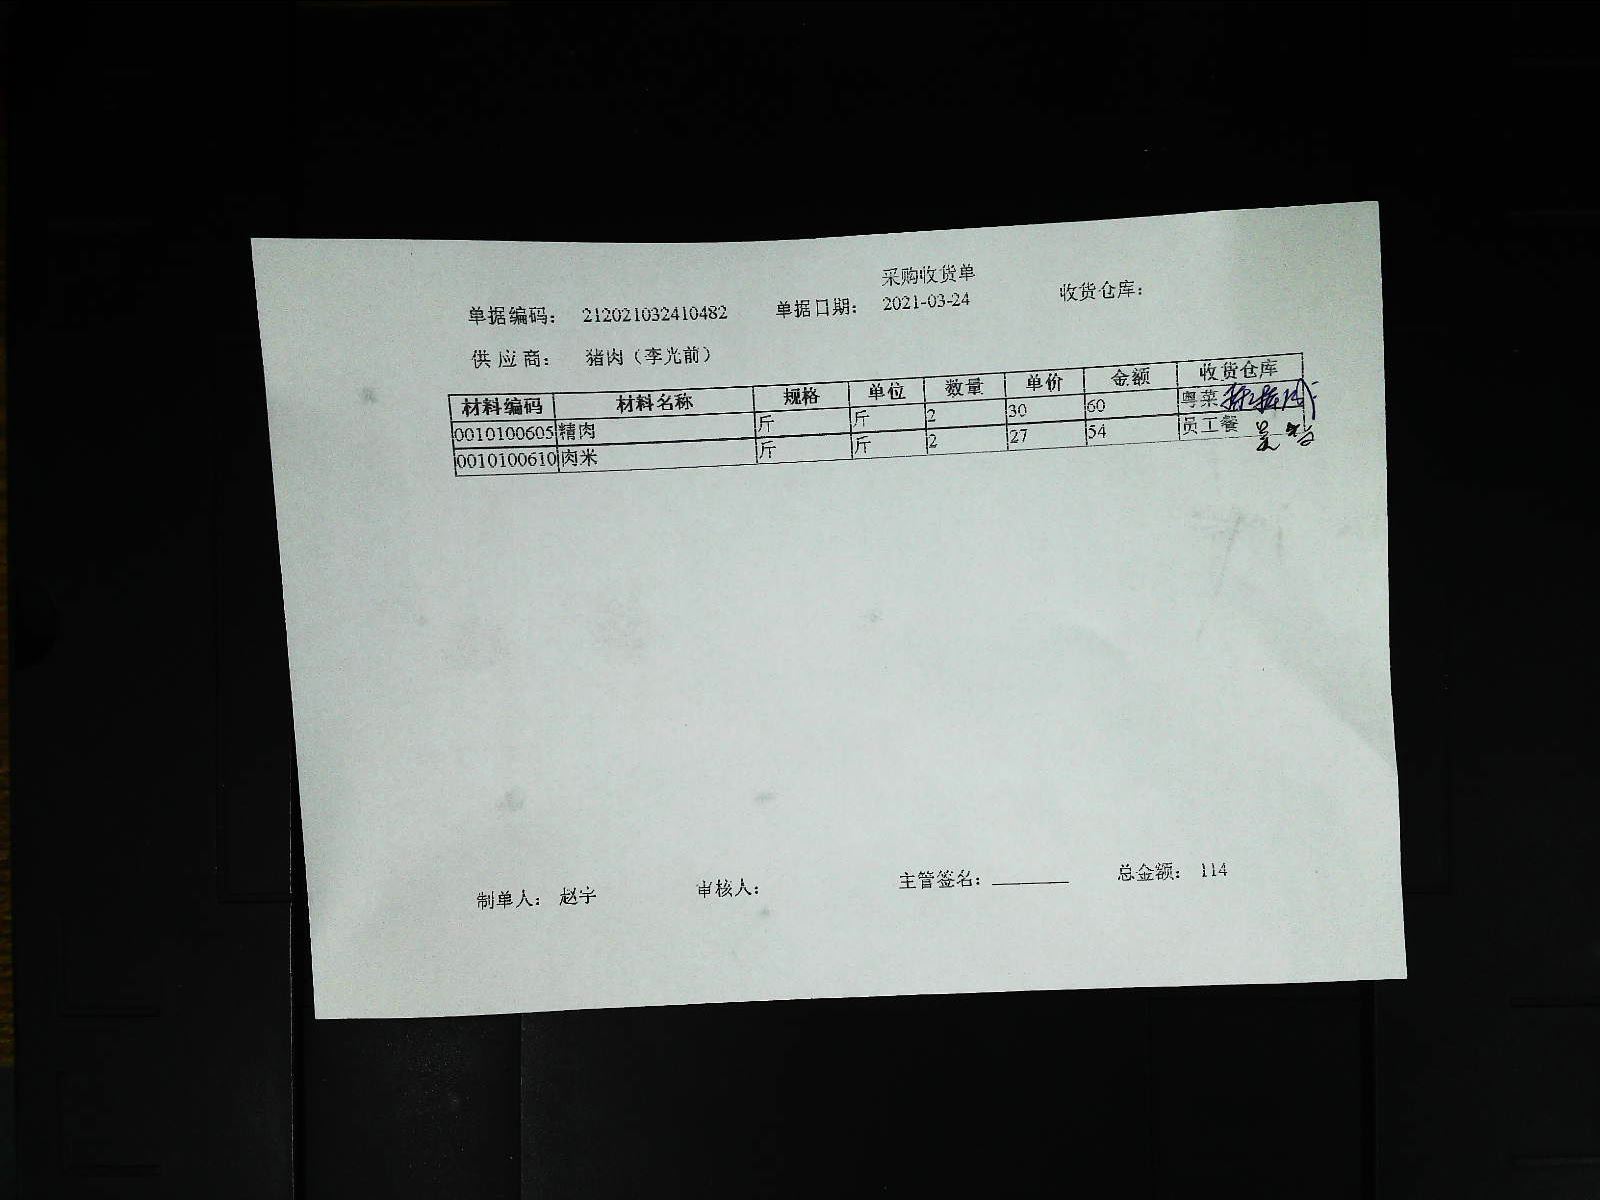 采购收货单
单据编码： 212021032410482 单据日期： 2021-03-24 收货仓库：
供 应 商： 猪肉（李光前）
材料编码 材料名称 规格 单位 数量 单价 金额 收货仓库
0010100605 精肉 斤 斤 2 30 60 粤菜
0010100610 肉米 斤 斤 2 27 54 员工餐
制单人： 赵宇 审核人： 主管签名： 总金额： 114